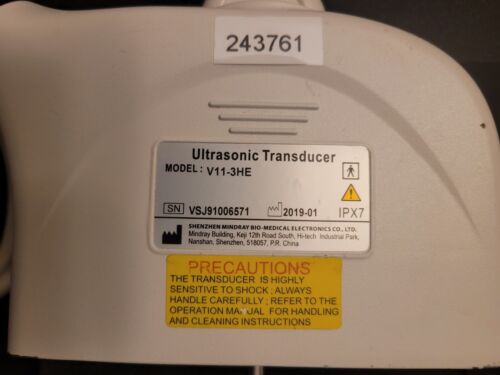 243761
Ultrasonic Transducer
MODEL: V11-3HE
SN VSJ91006571 2019-01 IPX7
SHENZHEN MINDRAY BIO-MEDICAL ELECTRONICS CO., LTD.
Mindray Building, Keji 12th Road South, Hi-tech Industrial Park,
Nanshan, Shenzhen, 518057, P.R. China
PRECAUTIONS
THE TRANSDUCER IS HIGHLY
SENSITIVE TO SHOCK ; ALWAYS
HANDLE CAREFULLY ; REFER TO THE
OPERATION MANUAL FOR HANDLING
AND CLEANING INSTRUCTIONS